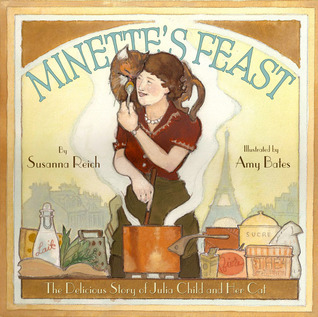 MINETTE'S FEAST
By
Susanna Reich
Illustrated by
Amy Bates
SUCRE
The Delicious Story of Julia Child and Her Cat